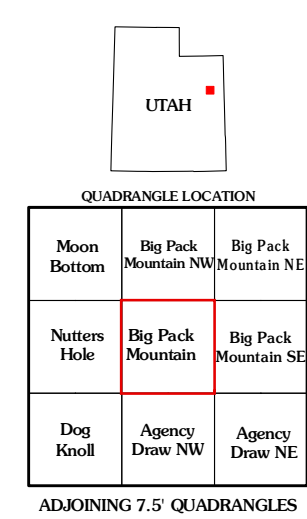 UTAH
QUADRANGLE LOCATION
Moon
Bottom
Big Pack
Mountain NW
Big Pack
Mountain NE
Nutters
Hole
Big Pack
Mountain
Big Pack
Mountain SE
Dog
Knoll
Agency
Draw NW
Agency
Draw NE
ADJOINING 7.5' QUADRANGLES